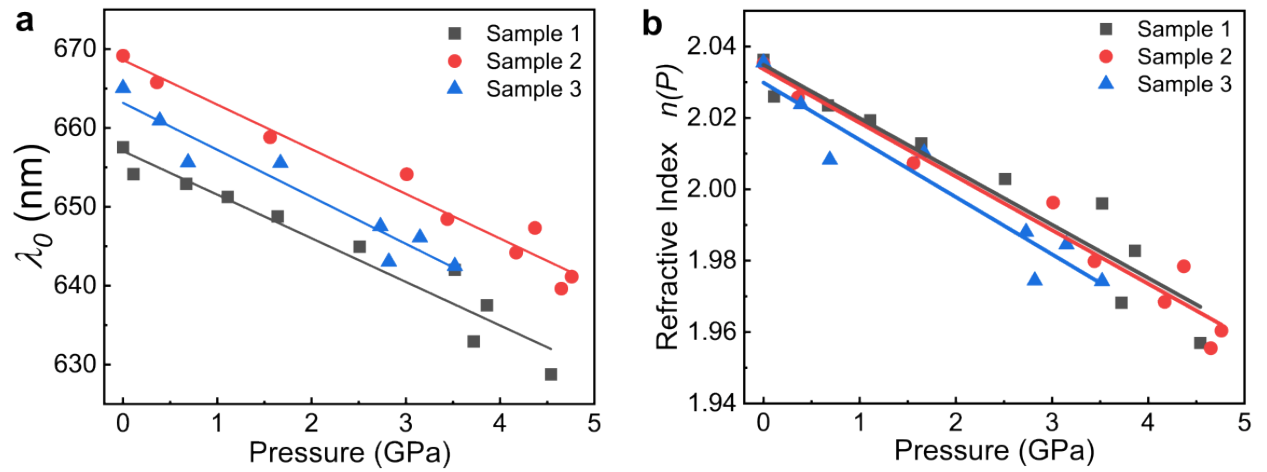 a
670
660
650
640
630
λ0 (nm)
0 1 2 3 4 5
Pressure (GPa)
Sample 1
Sample 2
Sample 3
b
2.04
2.02
2.00
1.98
1.96
1.94
Refractive Index n(P)
0 1 2 3 4 5
Pressure (GPa)
Sample 1
Sample 2
Sample 3